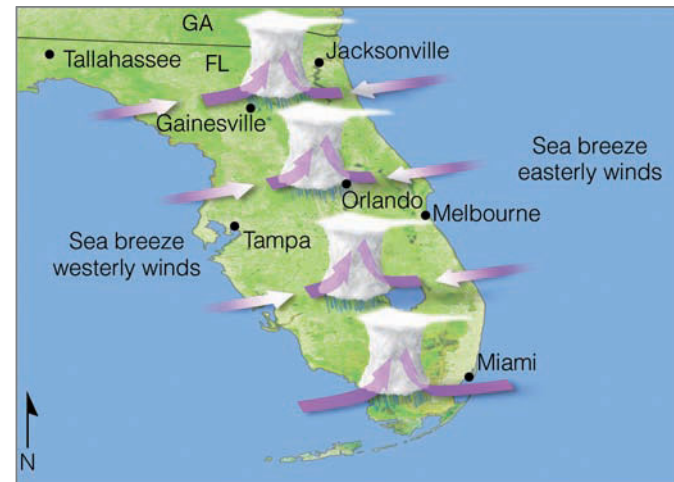 GA
Tallahassee
FL
Jacksonville
Gainesville
Sea breeze
easterly winds
Orlando
Melbourne
Sea breeze
westerly winds
Tampa
Miami
N